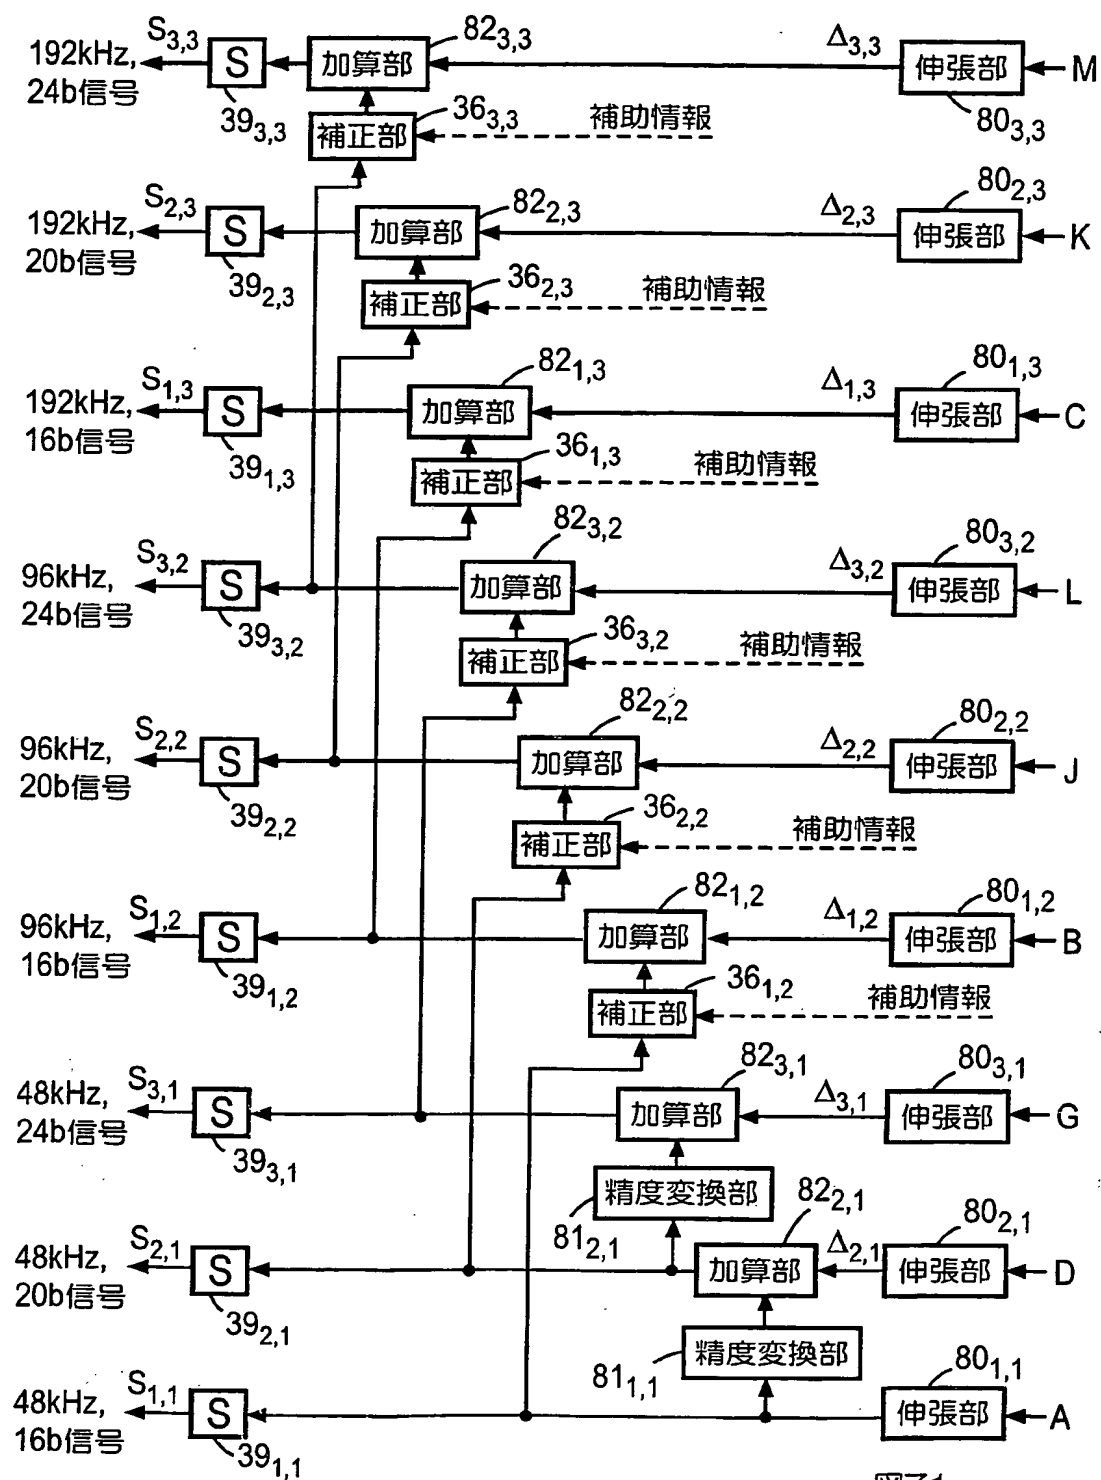 S3,3 823,3 Δ3,3
192kHz, S 加算部 伸張部 M
24b信号 393,3 363,3 補助情報 803,3
補正部
S2,3 822,3 Δ2,3 802,3
192kHz, S 加算部 伸張部 K
20b信号 392,3 362,3 補助情報
補正部
S1,3 821,3 Δ1,3 801,3
192kHz, S 加算部 伸張部 C
16b信号 391,3 361,3 補助情報
補正部
S3,2 823,2 Δ3,2 803,2
96kHz, S 加算部 伸張部 L
24b信号 393,2 363,2 補助情報
補正部
S2,2 822,2 Δ2,2 802,2
96kHz, S 加算部 伸張部 J
20b信号 392,2 362,2 補助情報
補正部
S1,2 821,2 Δ1,2 801,2
96kHz, S 加算部 伸張部 B
16b信号 391,2 361,2 補助情報
補正部
S3,1 823,1 Δ3,1 803,1
48kHz, S 加算部 伸張部 G
24b信号 393,1
精度変換部
812,1
S2,1 822,1 Δ2,1 802,1
48kHz, S 加算部 伸張部 D
20b信号 392,1
精度変換部
811,1
S1,1 801,1
48kHz, S 伸張部 A
16b信号 391,1